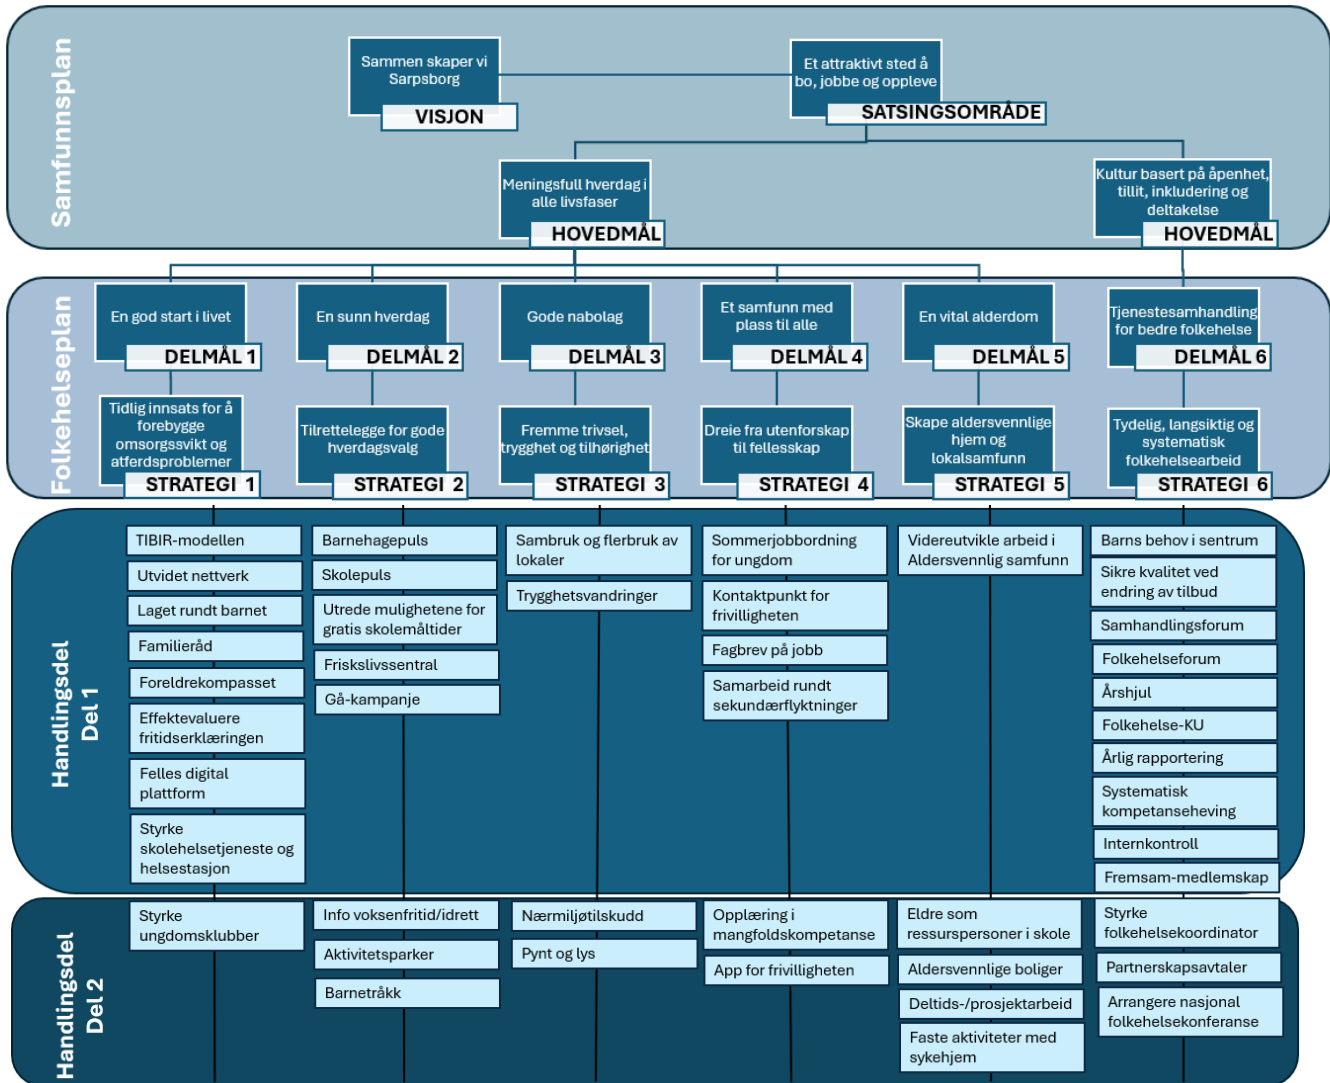 Samfunnsplan
Sammen skaper vi
Sarpsborg
VISJON
Et attraktivt sted å
bo, jobbe og oppleve
SATSINGSOMRÅDE
Meningsfull hverdag i
alle livsfaser
HOVEDMÅL
Kultur basert på åpenhet,
tillit, inkludering og
deltakelse
HOVEDMÅL
Folkehelseplan
En god start i livet
DELMÅL 1
En sunn hverdag
DELMÅL 2
Gode nabolag
DELMÅL 3
Et samfunn med
plass til alle
DELMÅL 4
En vital alderdom
DELMÅL 5
Tjenestesamhandling
for bedre folkehelse
DELMÅL 6
Tidlig innsats for å
forebygge
omsorgssvikt og
atferdsproblemer
STRATEGI 1
Tilrettelegge for gode
hverdagsvalg
STRATEGI 2
Fremme trivsel,
trygghet og tilhørighet
STRATEGI 3
Dreie fra utenforskap
til fellesskap
STRATEGI 4
Skape aldersvennlige
hjem og
lokalsamfunn
STRATEGI 5
Tydelig, langsiktig og
systematisk
folkehelsearbeid
STRATEGI 6
Handlingsdel
Del 1
TIBIR-modellen
Utvidet nettverk
Laget rundt barnet
Familieråd
Foreldrekompasset
Effektevaluere
fritidserklæringen
Felles digital
plattform
Styrke
skolehelsetjeneste og
helsestasjon
Barnehagepuls
Skolepuls
Utrede mulighetene for
gratis skolemåltider
Friskslivssentral
Gå-kampanje
Sambruk og flerbruk av
lokaler
Trygghetsvandringer
Sommerjobbordning
for ungdom
Kontaktpunkt for
frivilligheten
Fagbrev på jobb
Samarbeid rundt
sekundærflyktninger
Videreutvikle arbeid i
Aldersvennlig samfunn
Barns behov i sentrum
Sikre kvalitet ved
endring av tilbud
Samhandlingsforum
Folkehelseforum
Årshjul
Folkehelse-KU
Årlig rapportering
Systematisk
kompetanseheving
Internkontroll
Fremsam-medlemskap
Handlingsdel
Del 2
Styrke
ungdomsklubber
Info voksenfritid/idrett
Aktivitetsparker
Barnetråkk
Nærmiljøtilskudd
Pynt og lys
Opplæring i
mangfoldskompetanse
App for frivilligheten
Eldre som
ressurspersoner i skole
Aldersvennlige boliger
Deltids-/prosjektarbeid
Faste aktiviteter med
sykehjem
Styrke
folkehelsekoordinator
Partnerskapsavtaler
Arrangere nasjonal
folkehelsekonferanse